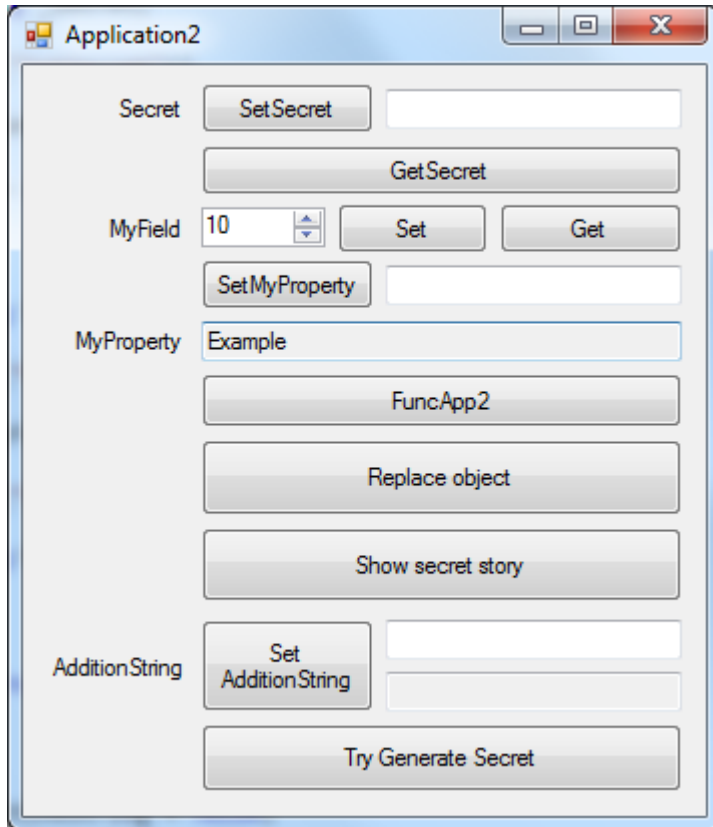 Application2
Secret SetSecret
GetSecret
MyField 10 Set Get
SetMyProperty
MyProperty Example
FuncApp2
Replace object
Show secret story
AdditionString Set
AdditionString
Try Generate Secret